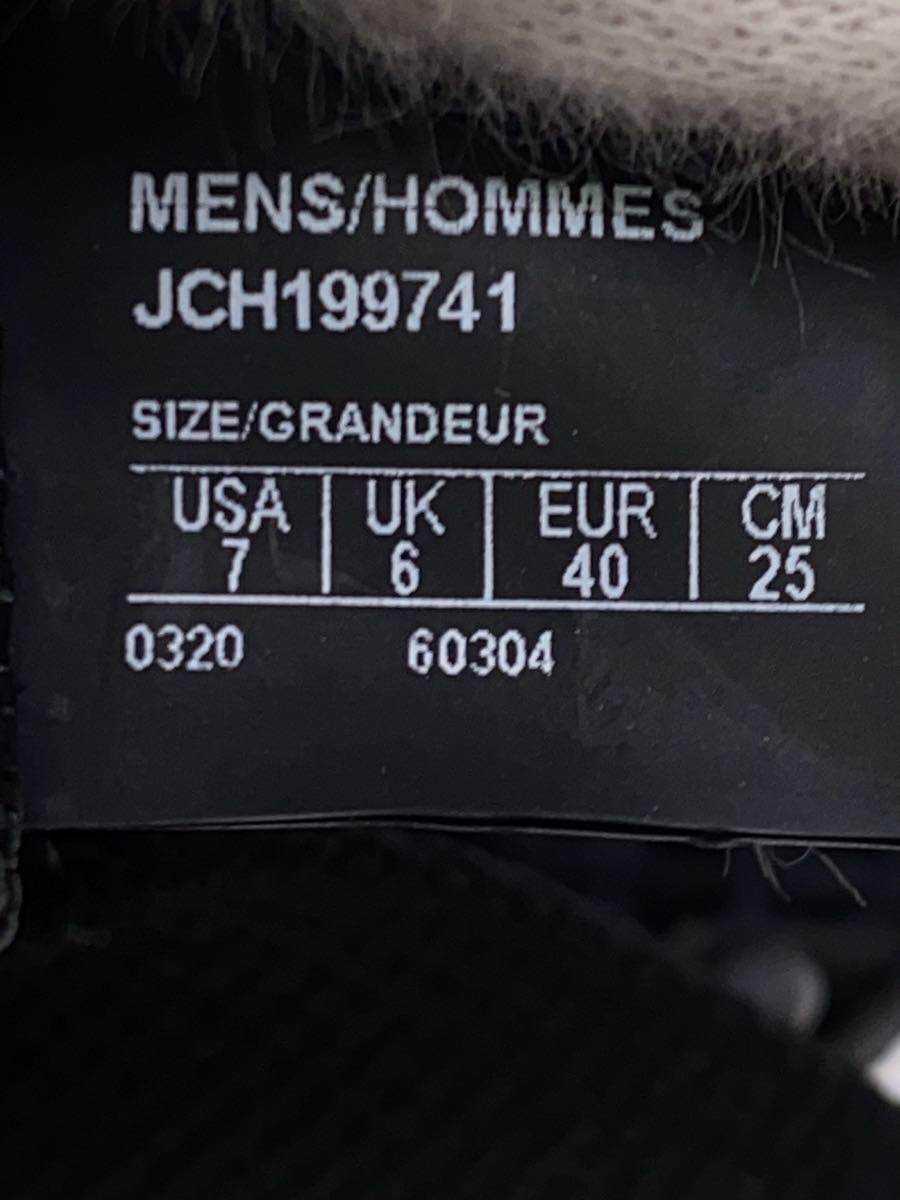 MENS/HOMMES
JCH199741
SIZE/GRANDEUR
USA UK EUR CM
7 6 40 25
0320 60304